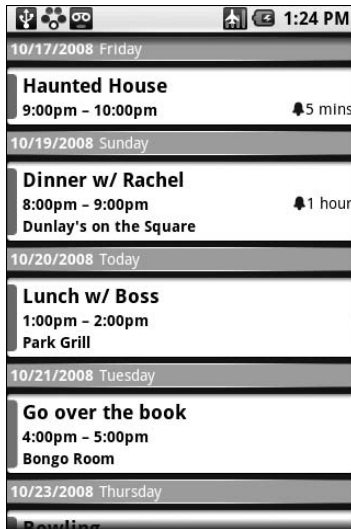 1:24 PM
10/17/2008 Friday
Haunted House
9:00pm – 10:00pm 5 mins
10/19/2008 Sunday
Dinner w/ Rachel
8:00pm – 9:00pm 1 hour
Dunlay's on the Square
10/20/2008 Today
Lunch w/ Boss
1:00pm – 2:00pm
Park Grill
10/21/2008 Tuesday
Go over the book
4:00pm – 5:00pm
Bongo Room
10/23/2008 Thursday
Bowling